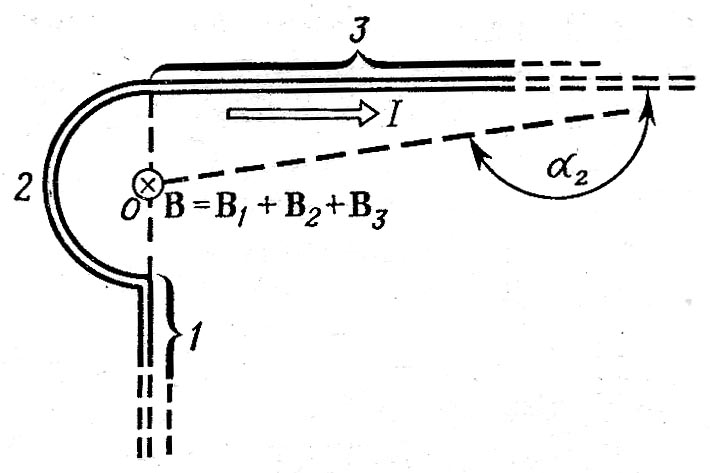 3
I
2
α₂
O B = B₁ + B₂ + B₃
1